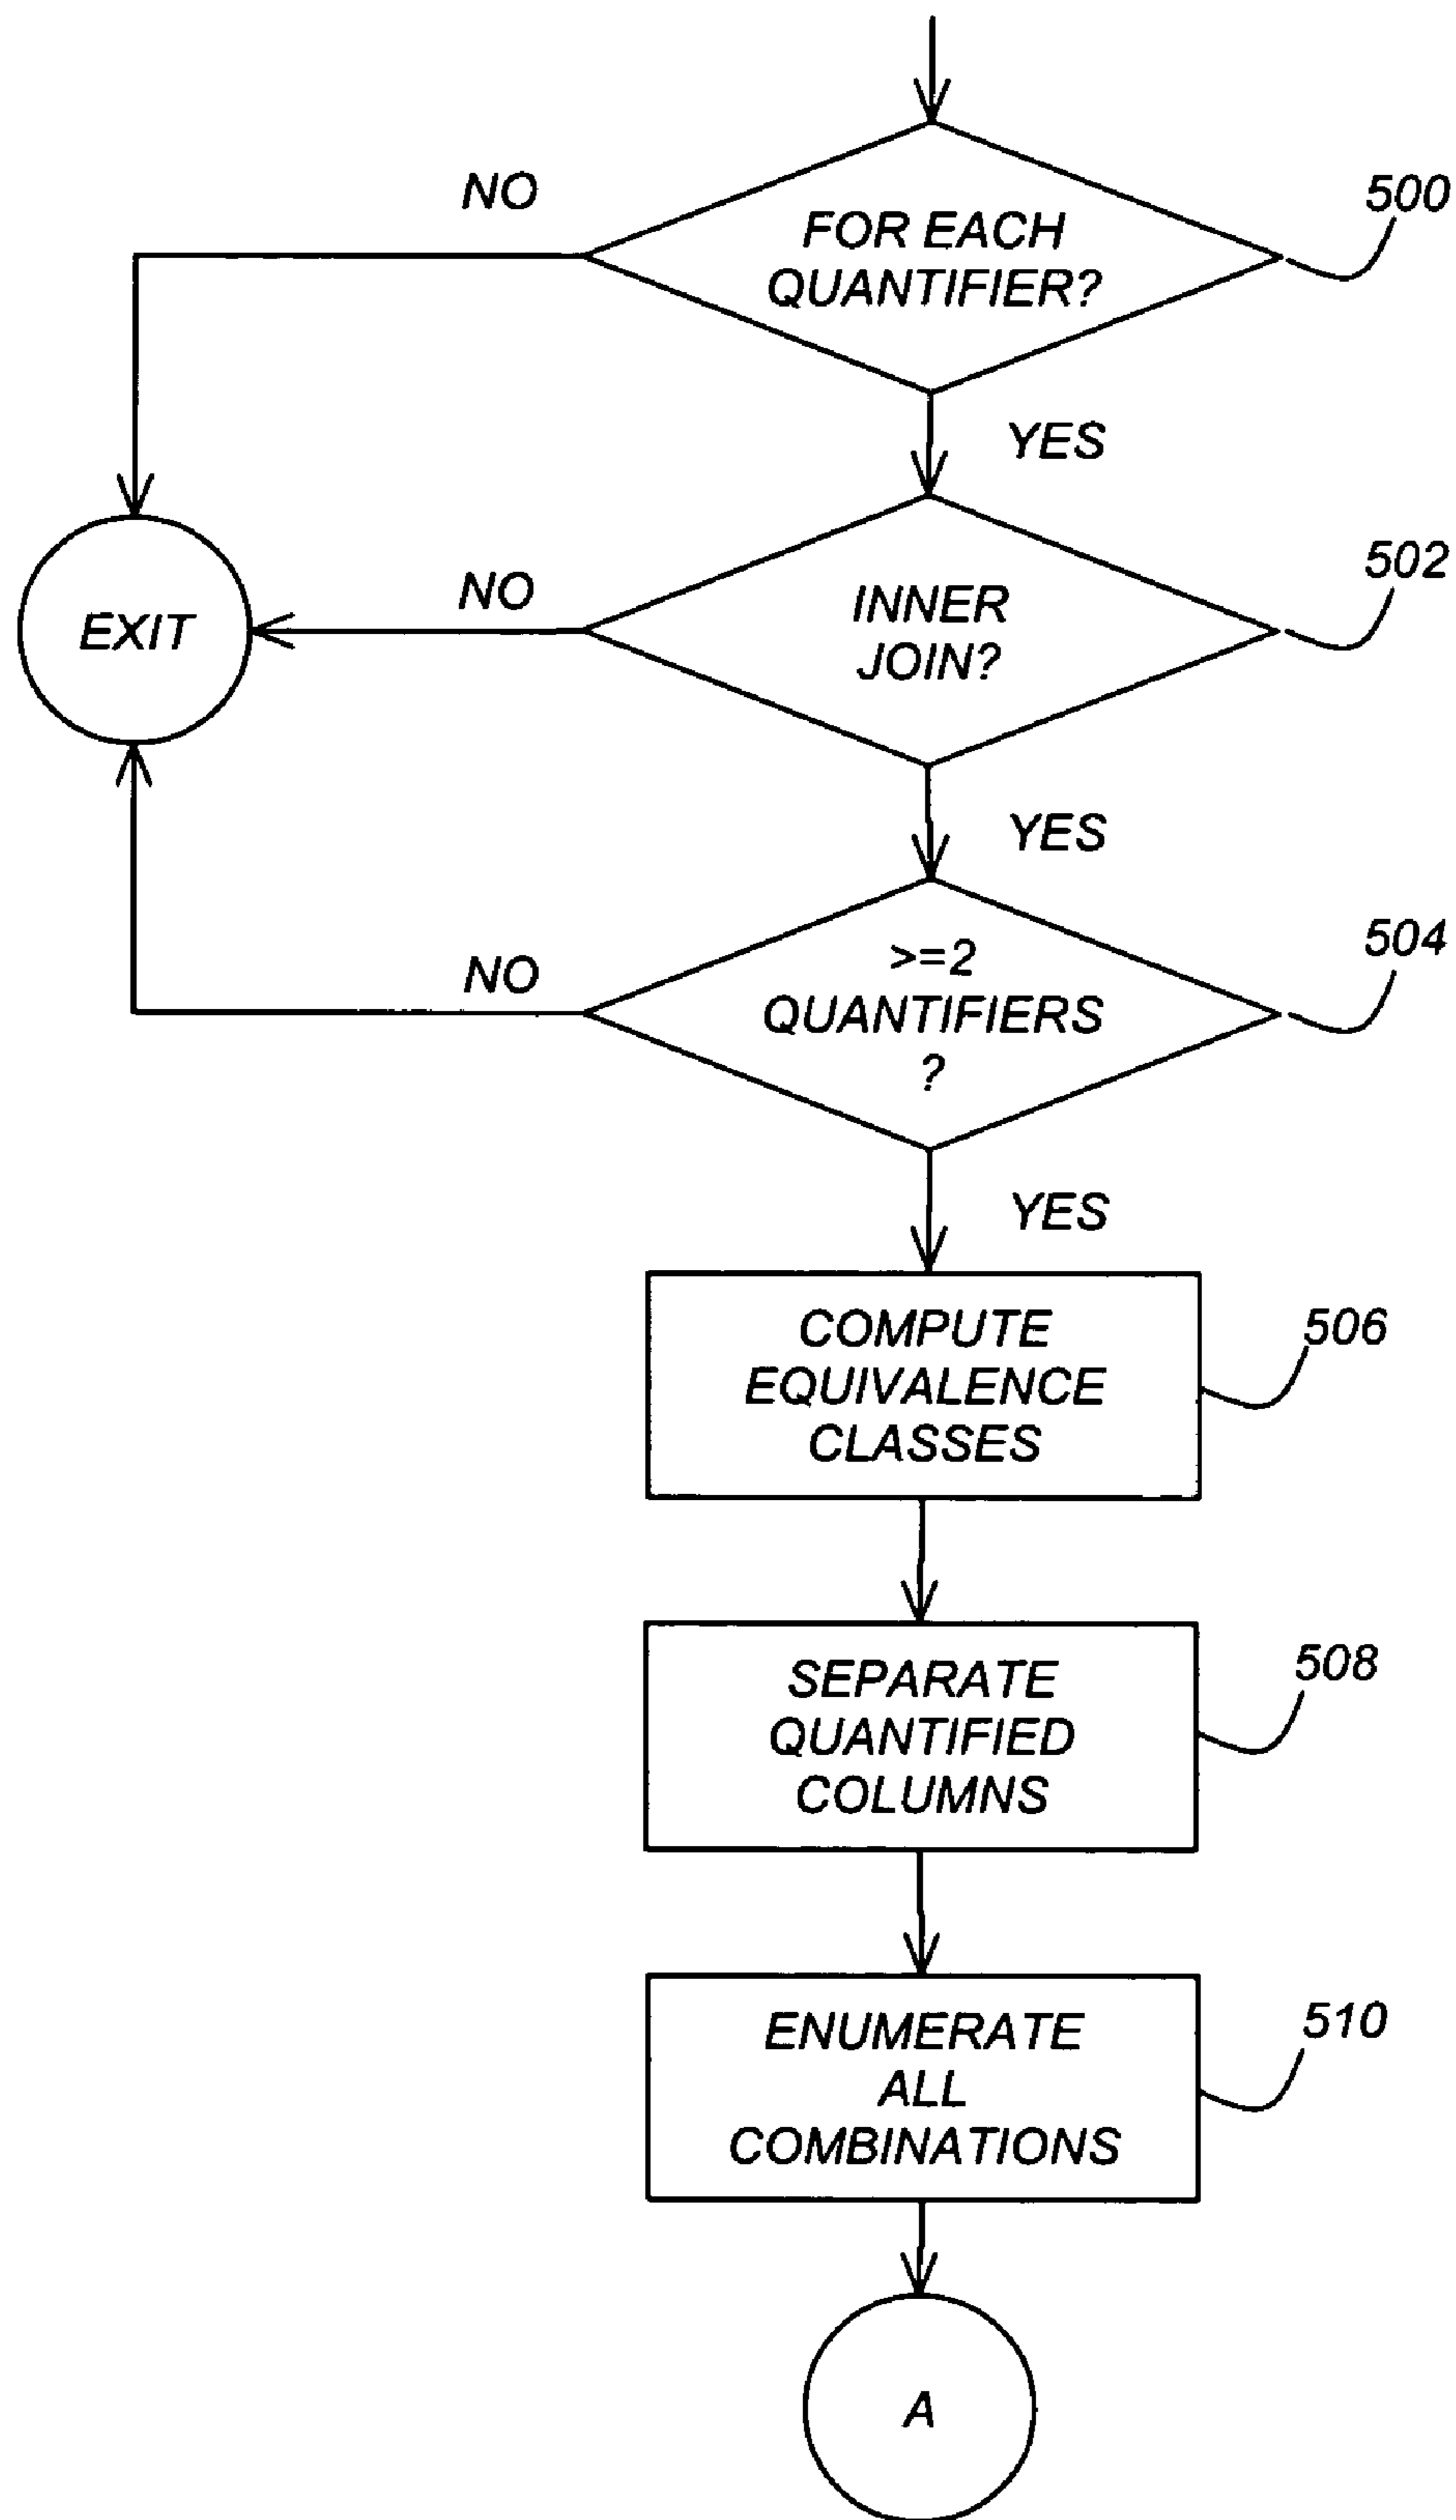 NO
500
FOR EACH
QUANTIFIER?
YES
502
NO
INNER
JOIN?
EXIT
YES
504
>=2
NO
QUANTIFIERS
?
YES
COMPUTE
506
EQUIVALENCE
CLASSES
SEPARATE
508
QUANTIFIED
COLUMNS
ENUMERATE
510
ALL
COMBINATIONS
A